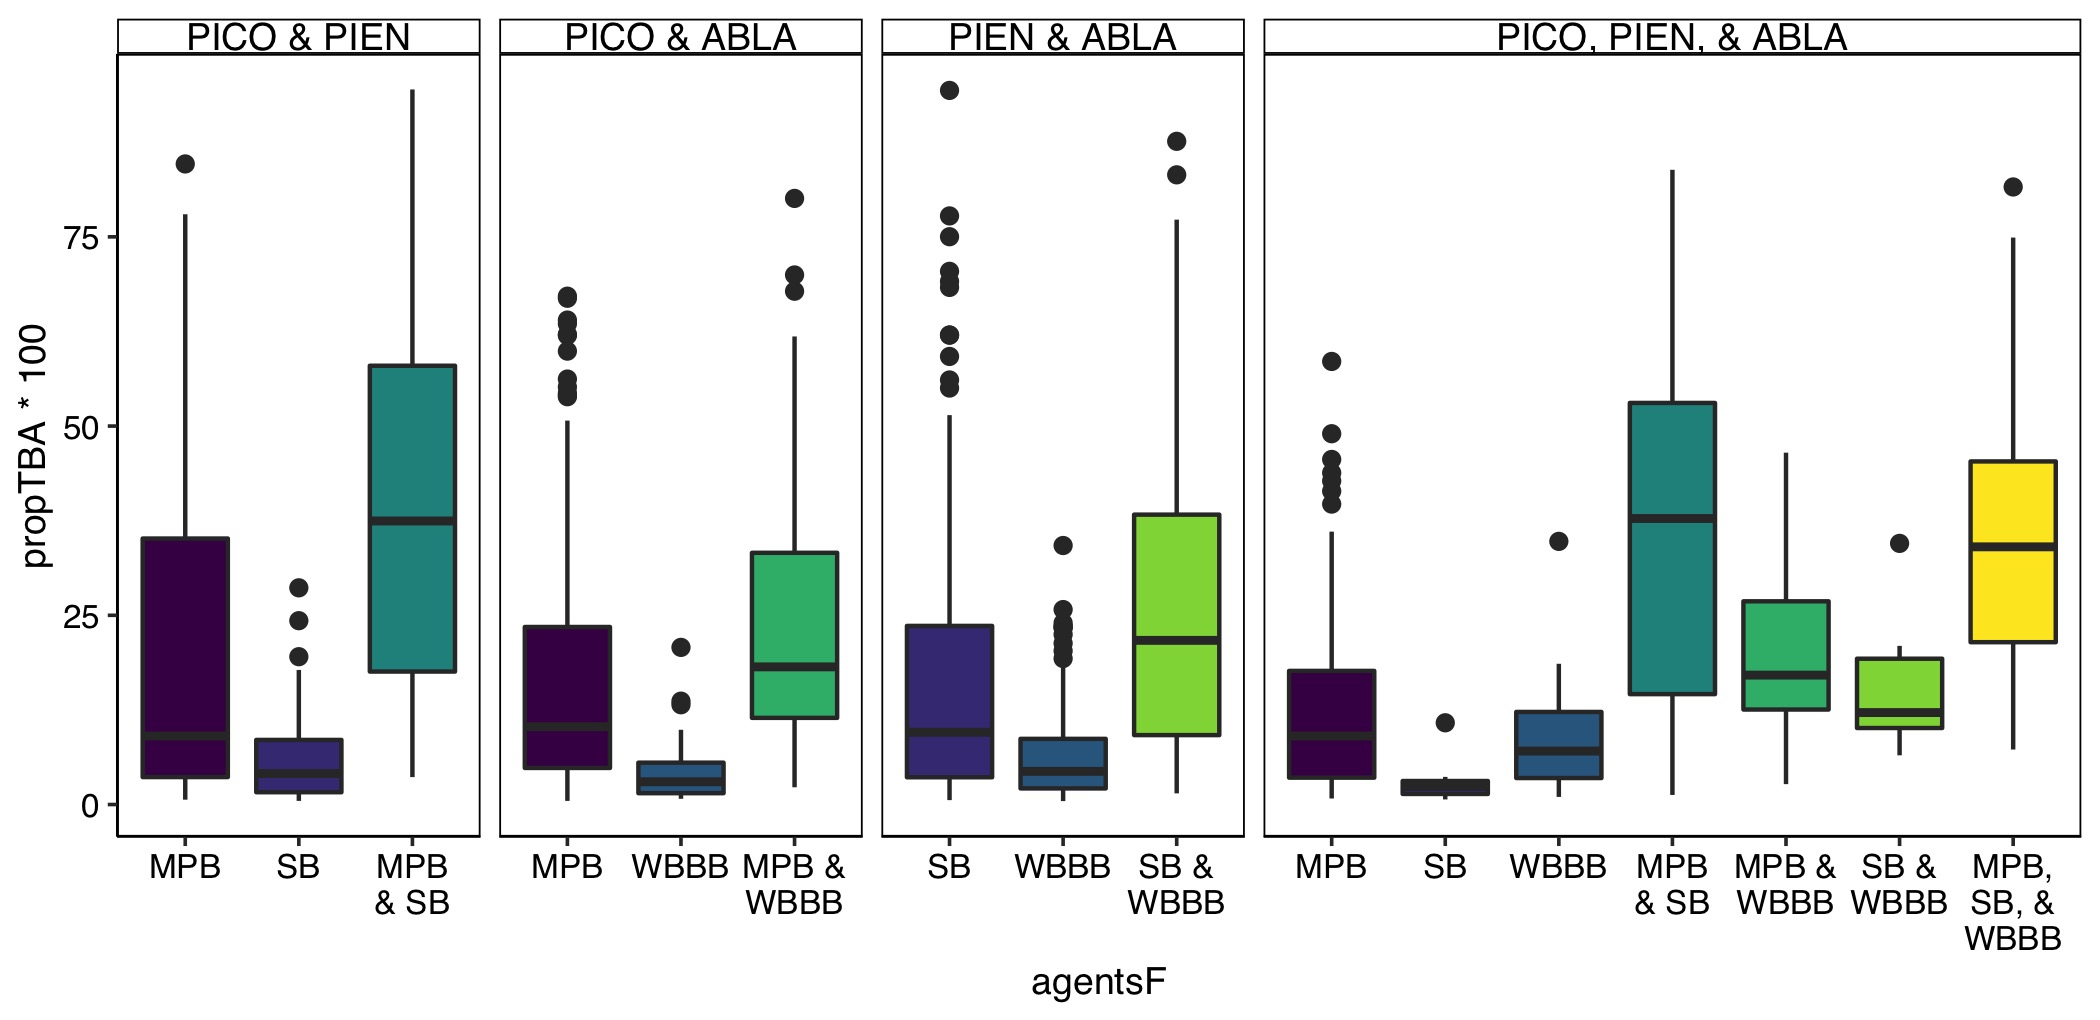 PICO & PIEN
PICO & ABLA
PIEN & ABLA
PICO, PIEN, & ABLA
propTBA * 100
75
50
25
0
MPB
SB
MPB
& SB
MPB
WBBB
MPB &
WBBB
SB
WBBB
SB &
WBBB
MPB
SB
WBBB
MPB
& SB
MPB &
WBBB
SB &
WBBB
MPB,
SB, &
WBBB
agentsF